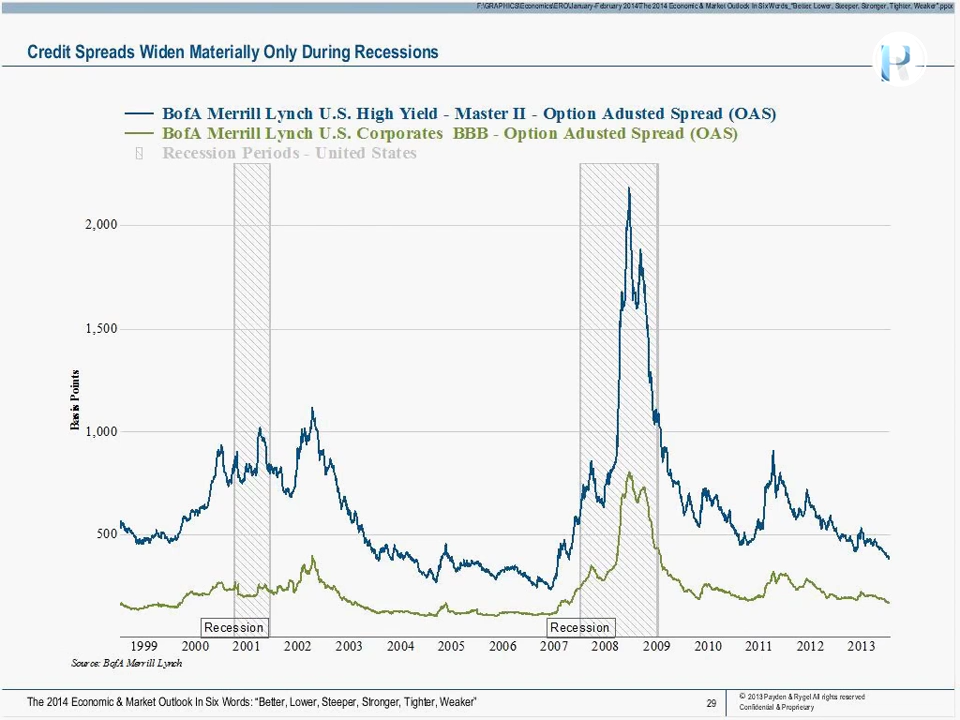 F:\GRAPHICS\Economics\ERO\January-February 2014\The 2014 Economic & Market Outlook In Six Words_"Better, Lower, Steeper, Stronger, Tighter, Weaker".pptx
Credit Spreads Widen Materially Only During Recessions
R
BofA Merrill Lynch U.S. High Yield - Master II - Option Adusted Spread (OAS)
BofA Merrill Lynch U.S. Corporates BBB - Option Adusted Spread (OAS)
Recession Periods - United States
2,000
1,500
Basis Points
1,000
500
Recession Recession
1999 2000 2001 2002 2003 2004 2005 2006 2007 2008 2009 2010 2011 2012 2013
Source: BofA Merrill Lynch
The 2014 Economic & Market Outlook In Six Words: "Better, Lower, Steeper, Stronger, Tighter, Weaker"
29
© 2013 Payden & Rygel All rights reserved
Confidential & Proprietary